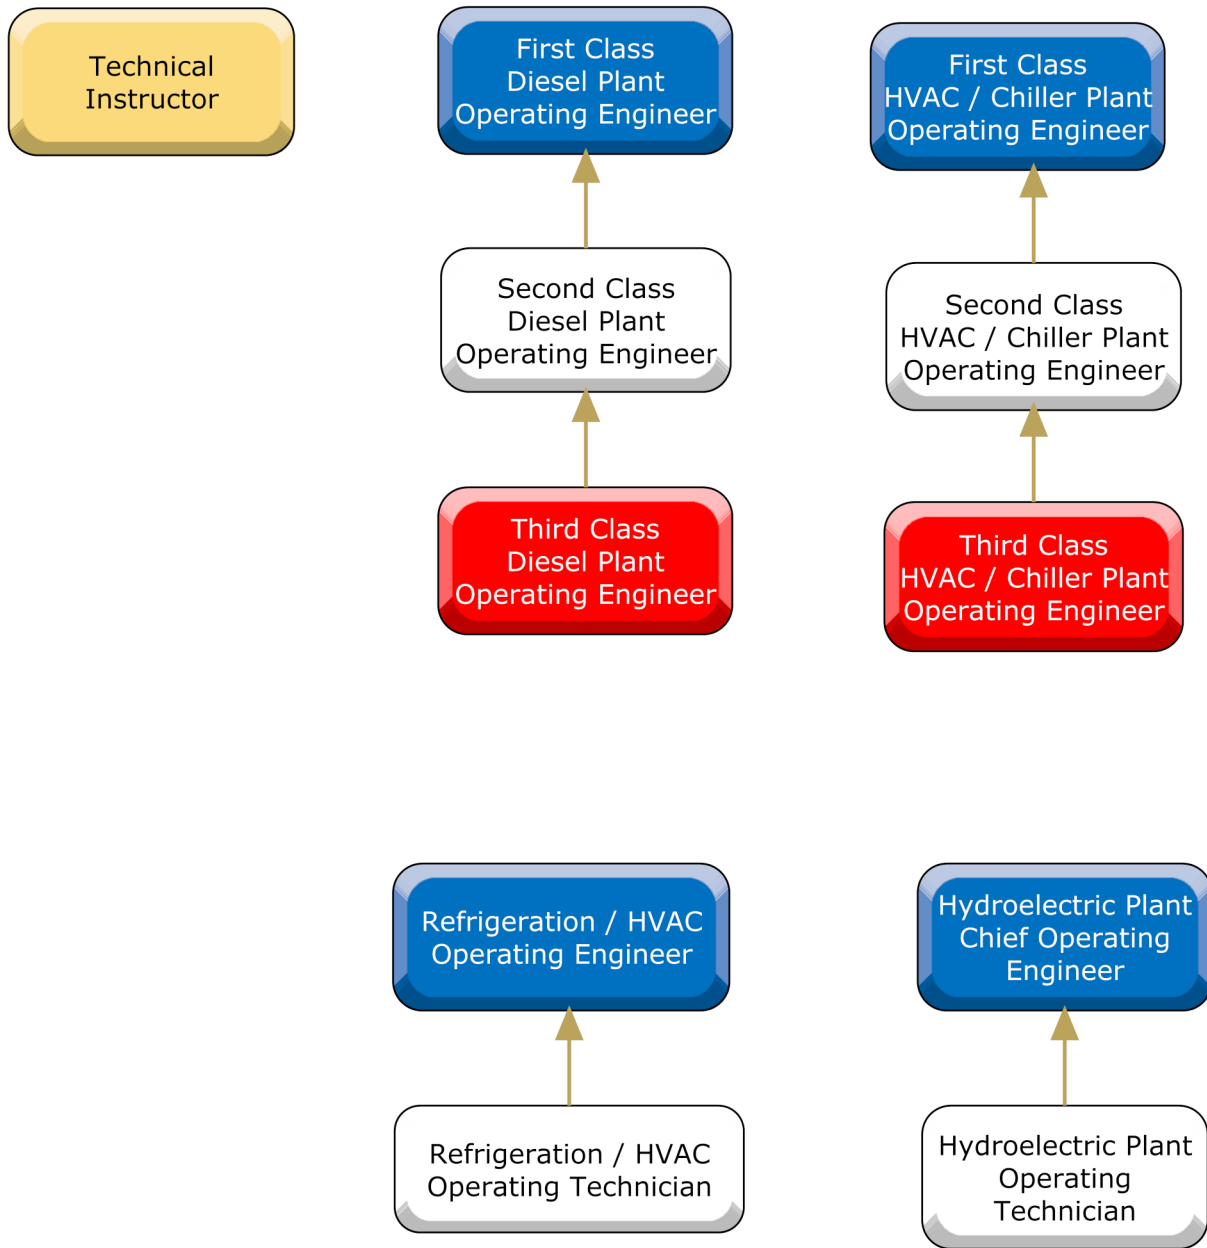 Technical
Instructor
First Class
Diesel Plant
Operating Engineer
First Class
HVAC / Chiller Plant
Operating Engineer
Second Class
Diesel Plant
Operating Engineer
Second Class
HVAC / Chiller Plant
Operating Engineer
Third Class
Diesel Plant
Operating Engineer
Third Class
HVAC / Chiller Plant
Operating Engineer
Refrigeration / HVAC
Operating Engineer
Hydroelectric Plant
Chief Operating
Engineer
Refrigeration / HVAC
Operating Technician
Hydroelectric Plant
Operating
Technician